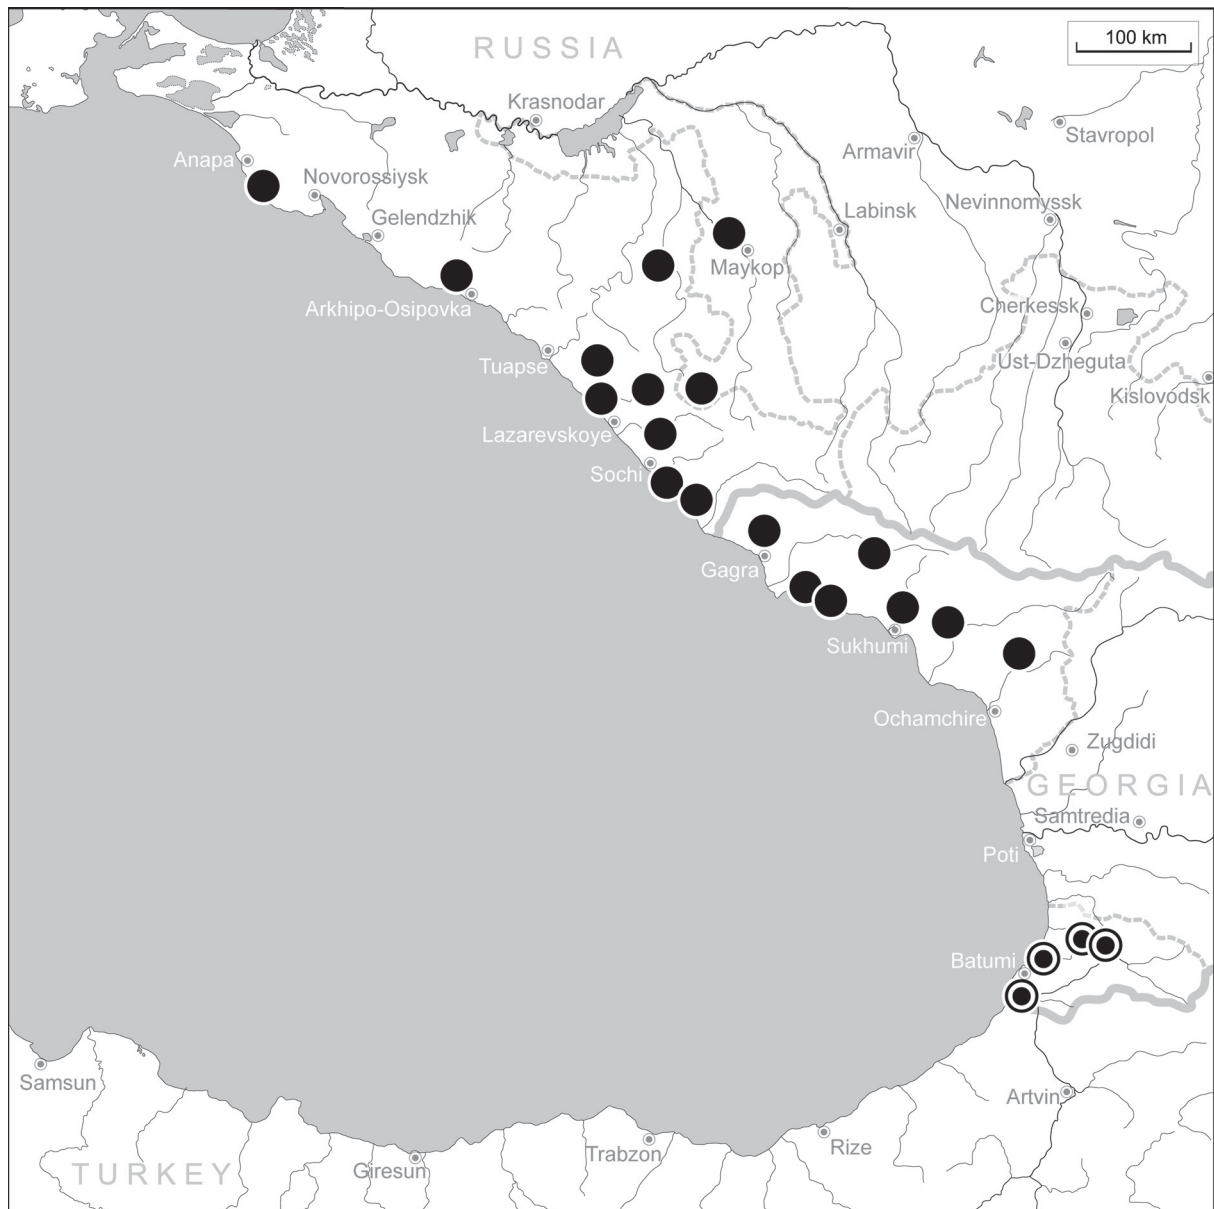 RUSSIA
100 km
Krasnodar
Stavropol
Armavir
Anapa
Novorossiysk
Nevinnomyssk
Labinsk
Gelendzhik
Maykop
Arkhipo-Osipovka
Cherkessk
Tuapse
Ust-Dzheguta
Kislovodsk
Lazarevskoye
Sochi
Gagra
Sukhumi
Ochamchire
Zugdidi
GEORGIA
Samtredia
Poti
Batumi
Samsun
Artvin
Rize
Trabzon
Giresun
TURKEY